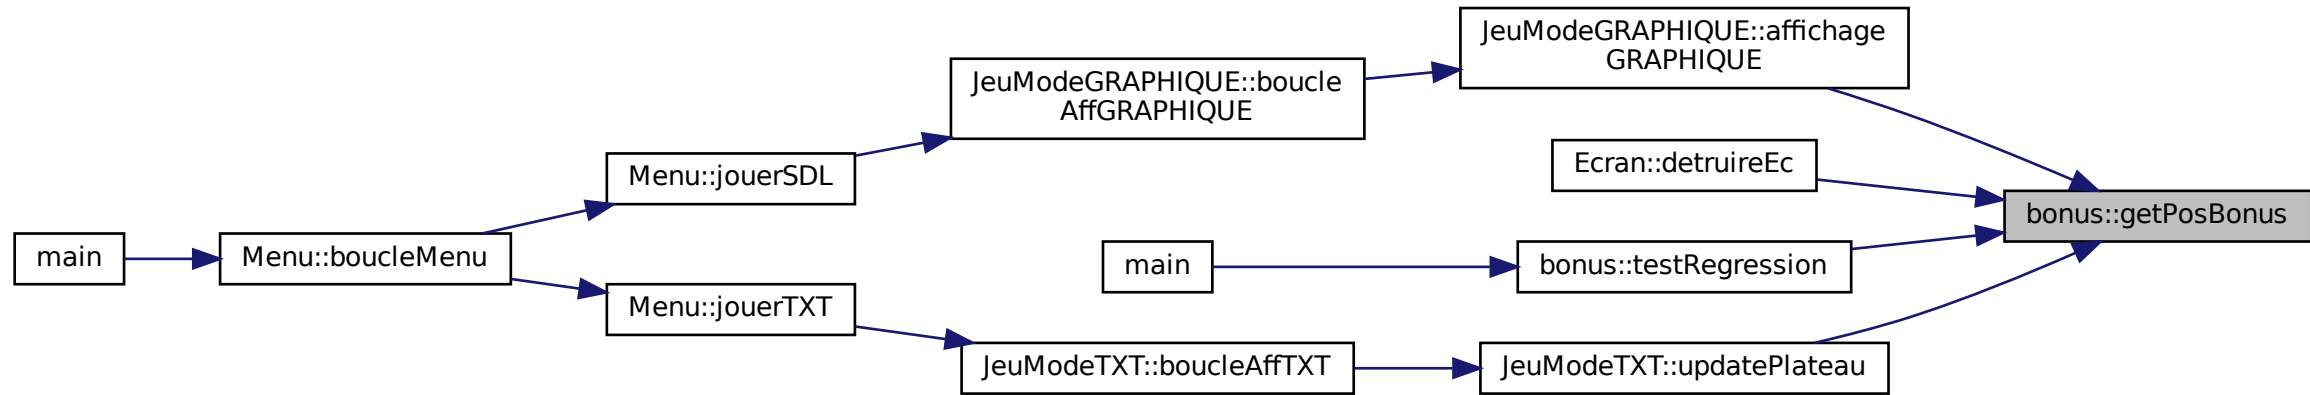 JeuModeGRAPHIQUE::affichage
GRAPHIQUE
JeuModeGRAPHIQUE::boucle
AffGRAPHIQUE
Ecran::detruireEc
Menu::jouerSDL
bonus::getPosBonus
main
Menu::boucleMenu
main
bonus::testRegression
Menu::jouerTXT
JeuModeTXT::boucleAffTXT
JeuModeTXT::updatePlateau